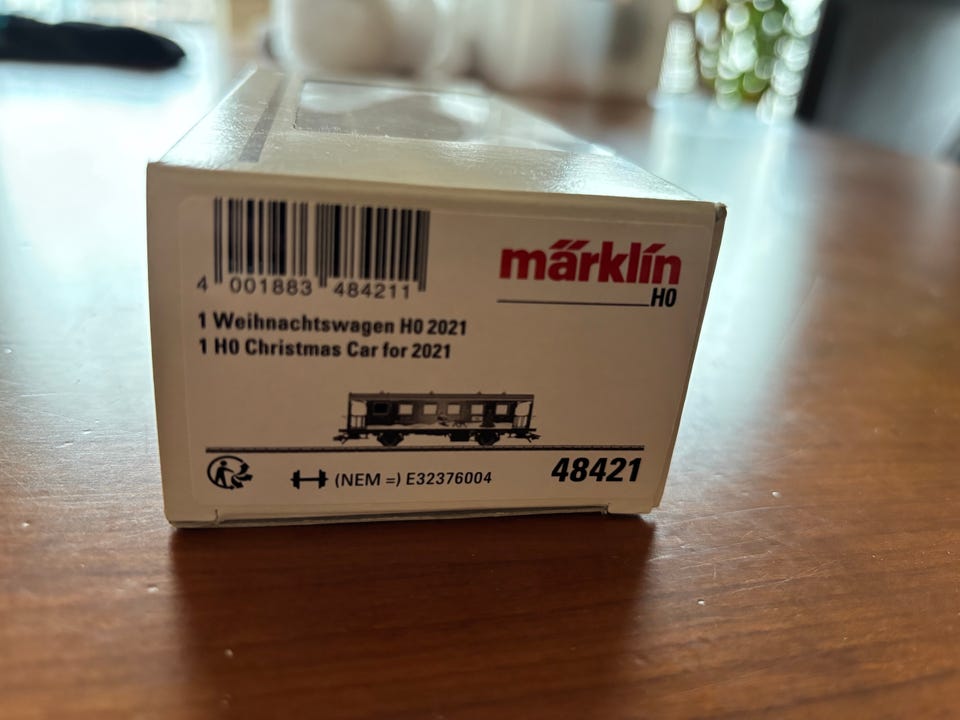 4 001883 484211
märklin
H0
1 Weihnachtswagen H0 2021
1 H0 Christmas Car for 2021
(NEM =) E32376004
48421